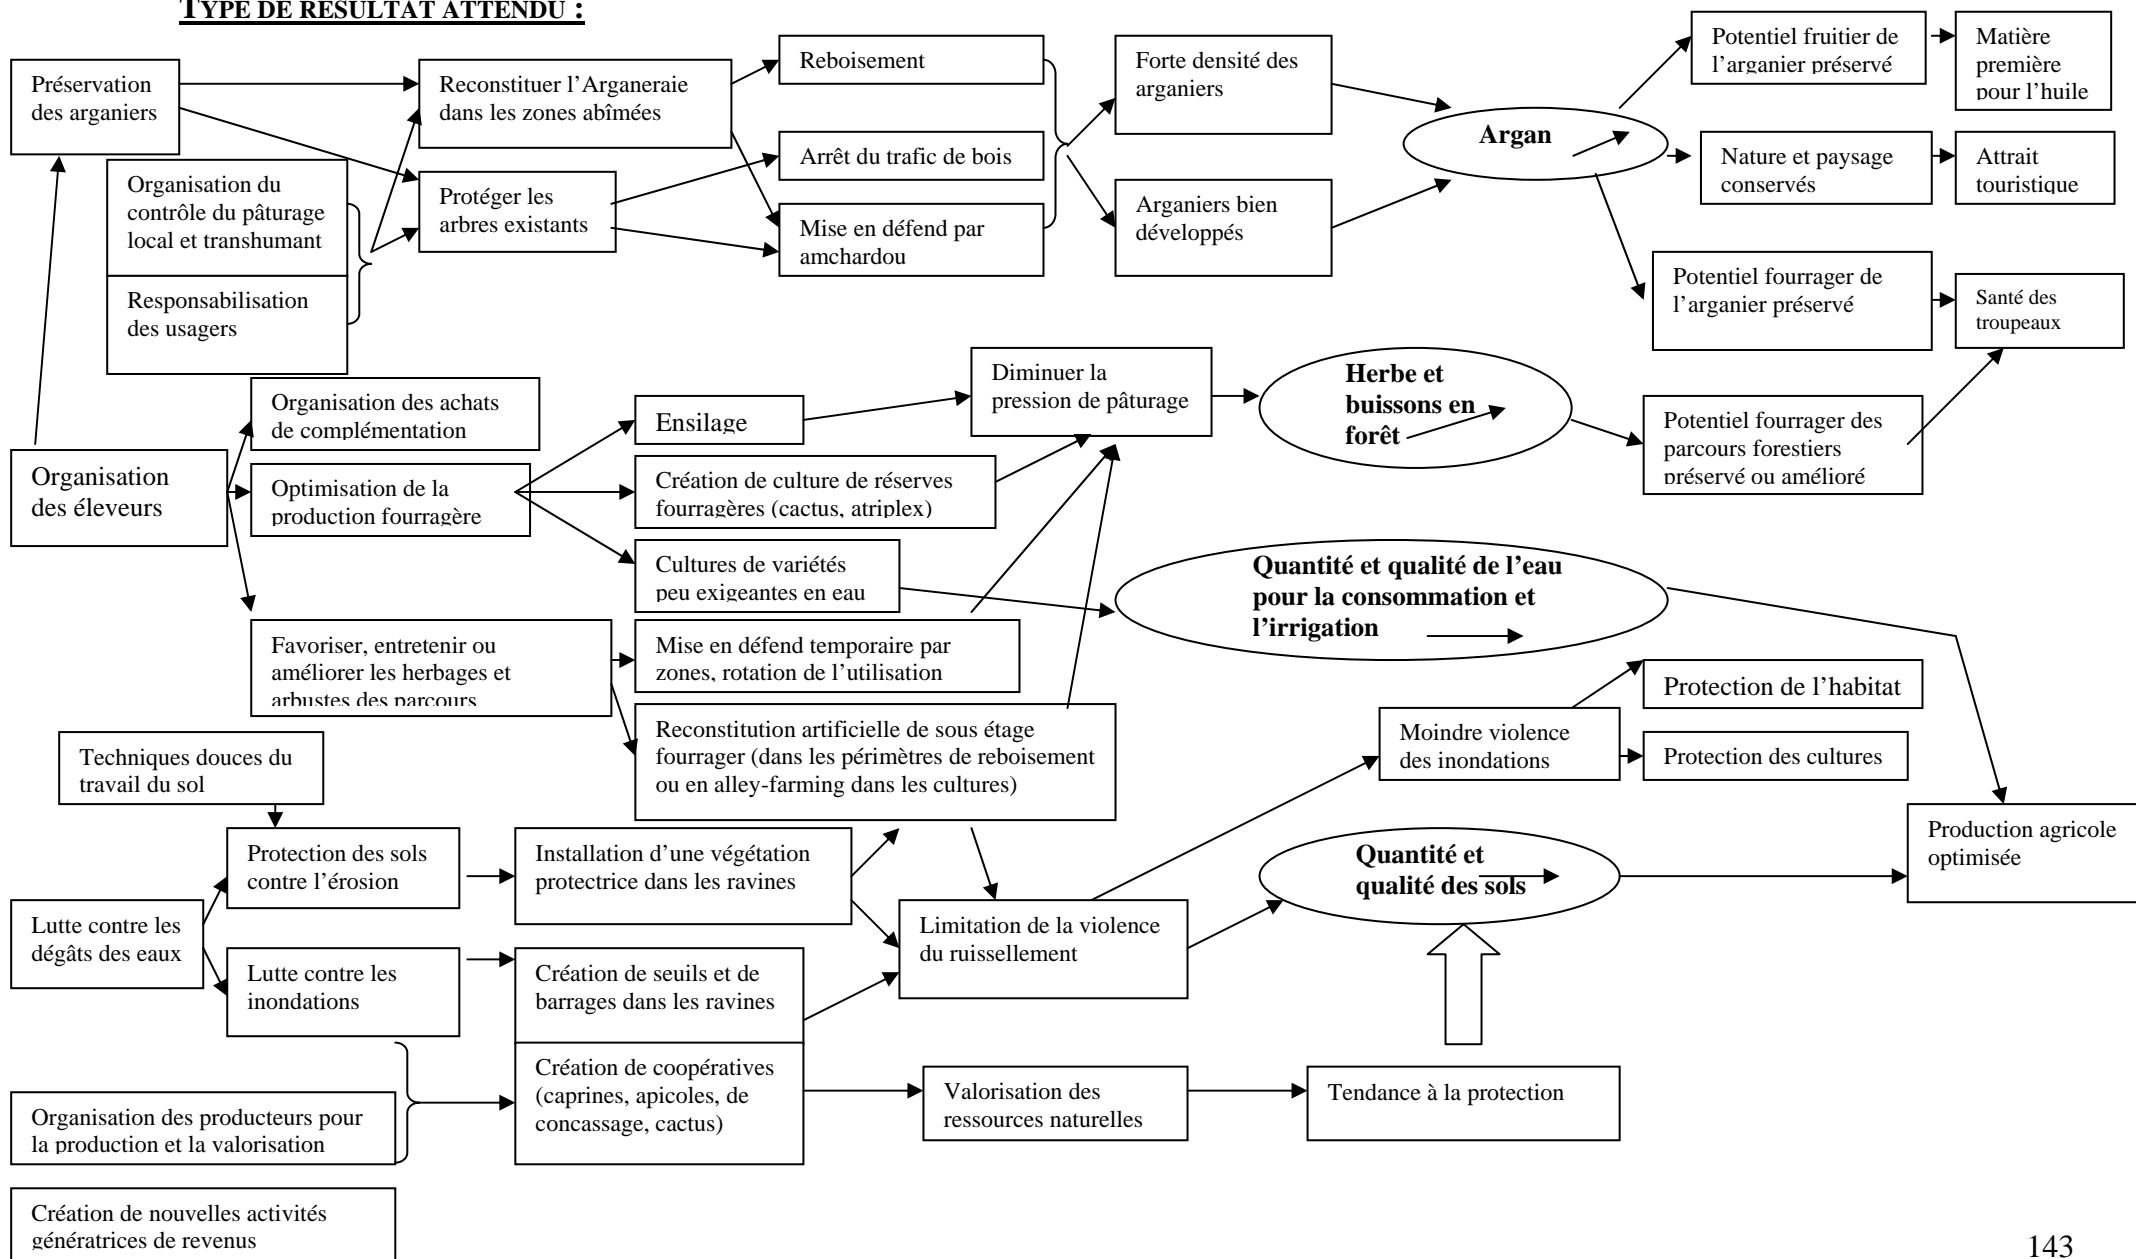 TYPE DE RESULTAT ATTENDU :
Préservation
des arganiers
Reconstituer l’Arganeraie
dans les zones abîmées
Reboisement
Forte densité des
arganiers
Potentiel fruitier de
l’arganier préservé
Matière
première
pour l’huile
Argan
Arrêt du trafic de bois
Nature et paysage
conservés
Attrait
touristique
Organisation du
contrôle du pâturage
local et transhumant
Protéger les
arbres existants
Mise en défend par
amchardou
Arganiers bien
développés
Responsabilisation
des usagers
Potentiel fourrager de
l’arganier préservé
Santé des
troupeaux
Organisation des achats
de complémentation
Ensilage
Diminuer la
pression de pâturage
Herbe et
buissons en
forêt
Potentiel fourrager des
parcours forestiers
préservé ou amélioré
Organisation
des éleveurs
Optimisation de la
production fourragère
Création de culture de réserves
fourragères (cactus, atriplex)
Cultures de variétés
peu exigeantes en eau
Quantité et qualité de l’eau
pour la consommation et
l’irrigation
Favoriser, entretenir ou
améliorer les herbages et
arbustes des parcours
Mise en défend temporaire par
zones, rotation de l’utilisation
Protection de l’habitat
Reconstitution artificielle de sous étage
fourrager (dans les périmètres de reboisement
ou en alley-farming dans les cultures)
Moindre violence
des inondations
Protection des cultures
Techniques douces du
travail du sol
Protection des sols
contre l’érosion
Installation d’une végétation
protectrice dans les ravines
Quantité et
qualité des sols
Production agricole
optimisée
Lutte contre les
dégâts des eaux
Limitation de la violence
du ruissellement
Lutte contre les
inondations
Création de seuils et de
barrages dans les ravines
Création de coopératives
(caprines, apicoles, de
concassage, cactus)
Valorisation des
ressources naturelles
Tendance à la protection
Organisation des producteurs pour
la production et la valorisation
Création de nouvelles activités
génératrices de revenus
143